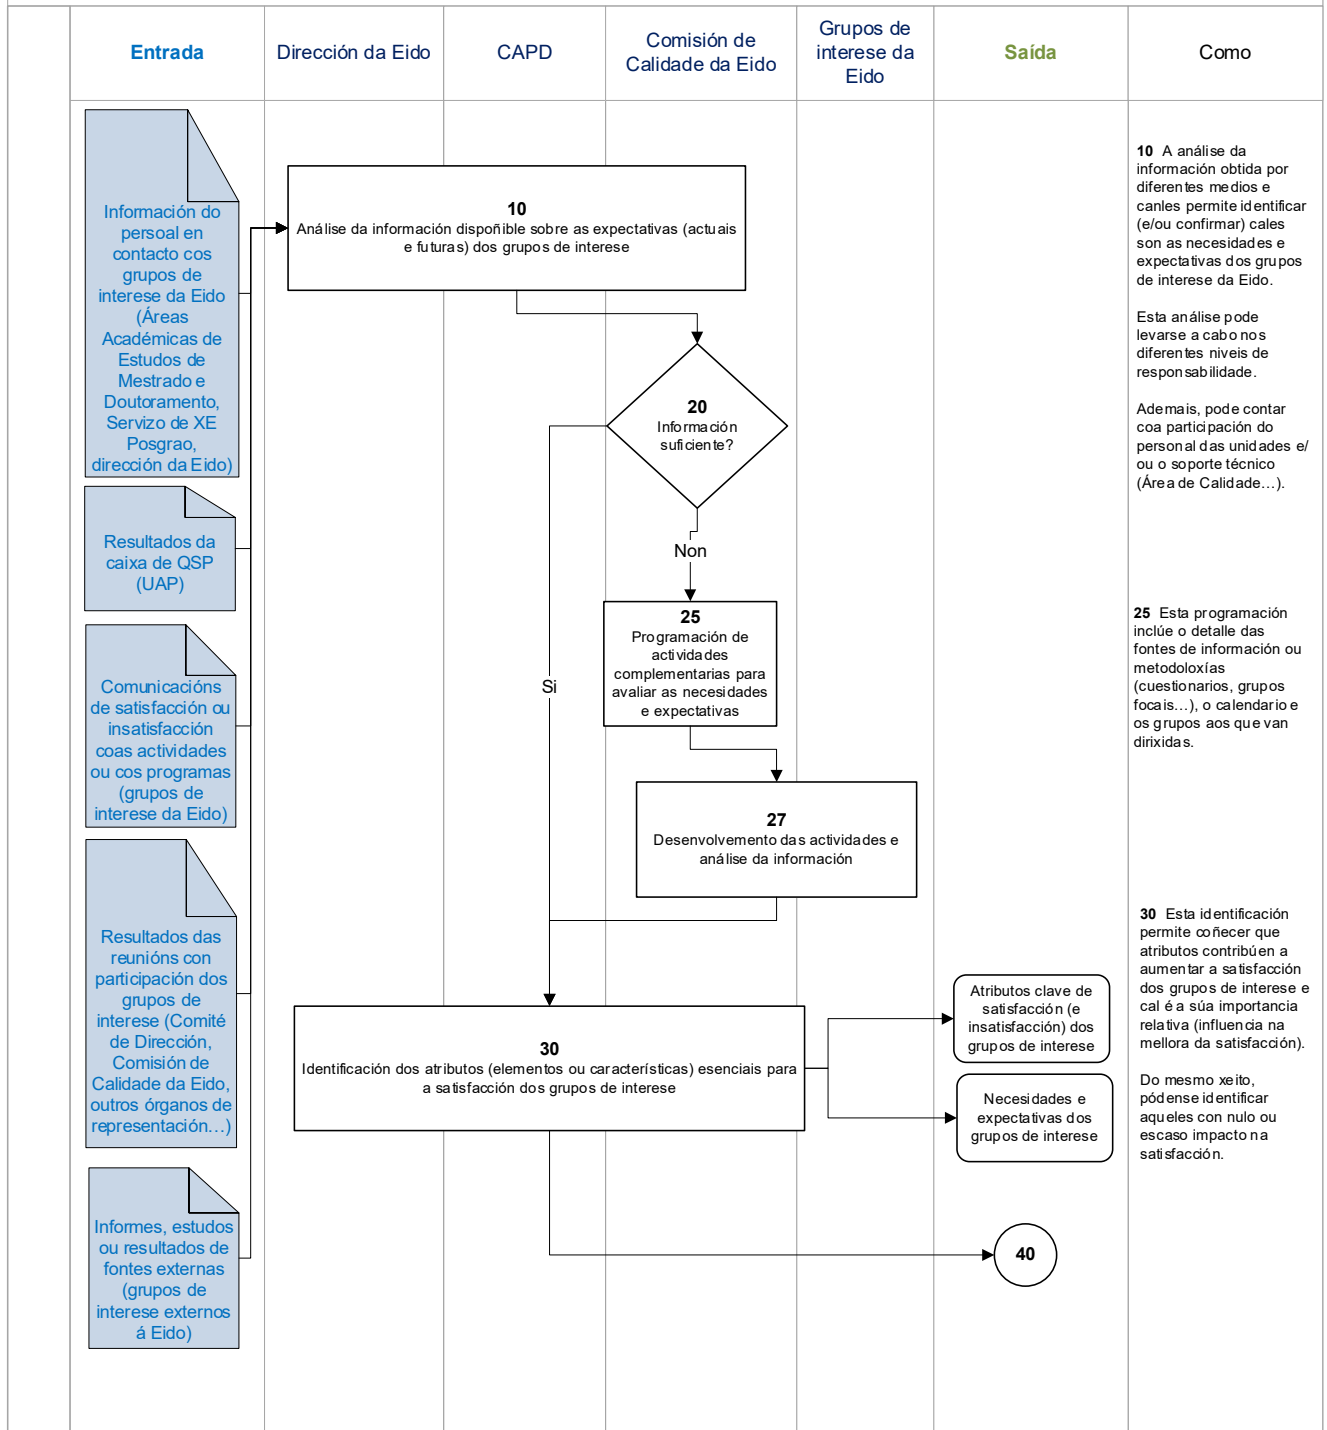 Entrada
Dirección da Eido
CAPD
Comisión de
Calidade da Eido
Grupos de
interese da
Eido
Saída
Como
Información do
persoal en
contacto cos
grupos de
interese da Eido
(Áreas
Académicas de
Estudos de
Mestrado e
Doutoramento,
Servizo de XE
Posgrao,
dirección da Eido)
Resultados da
caixa de QSP
(UAP)
Comunicacións
de satisfacción ou
insatisfacción
coas actividades
ou cos programas
(grupos de
interese da Eido)
Resultados das
reunións con
participación dos
grupos de
interese (Comité
de Dirección,
Comisión de
Calidade da Eido,
outros órganos de
representación…)
Informes, estudos
ou resultados de
fontes externas
(grupos de
interese externos
á Eido)
10
Análise da información dispoñible sobre as expectativas (actuais
e futuras) dos grupos de interese
20
Información
suficiente?
Non
Si
25
Programación de
actividades
complementarias para
avaliar as necesidades
e expectativas
27
Desenvolvemento das actividades e
análise da información
30
Identificación dos atributos (elementos ou características) esenciais para
a satisfacción dos grupos de interese
Atributos clave de
satisfacción (e
insatisfacción) dos
grupos de interese
Necesidades e
expectativas dos
grupos de interese
40
10 A análise da
información obtida por
diferentes medios e
canles permite identificar
(e/ou confirmar) cales
son as necesidades e
expectativas dos grupos
de interese da Eido.
Esta análise pode
levarse a cabo nos
diferentes niveis de
responsabilidade.
Ademais, pode contar
coa participación do
personal das unidades e/
ou o soporte técnico
(Área de Calidade…).
25 Esta programación
inclúe o detalle das
fontes de información ou
metodoloxías
(cuestionarios, grupos
focais…), o calendario e
os grupos aos que van
dirixidas.
30 Esta identificación
permite coñecer que
atributos contribúen a
aumentar a satisfacción
dos grupos de interese e
cal é a súa importancia
relativa (influencia na
mellora da satisfacción).
Do mesmo xeito,
pódense identificar
aqueles con nulo ou
escaso impacto na
satisfacción.